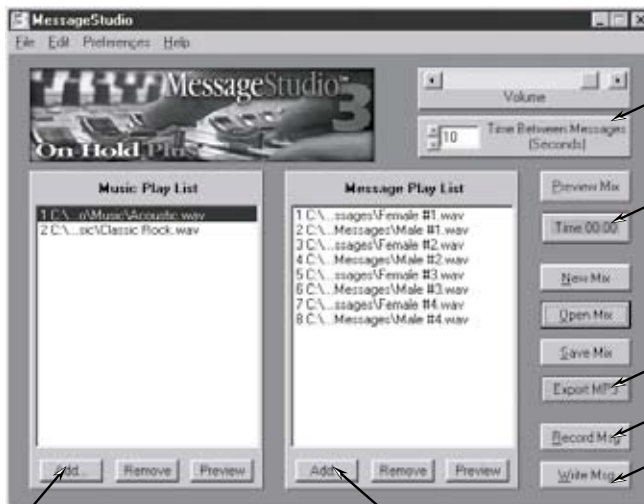 MessageStudio
File Edit Preferences Help
MessageStudio™ 3
On-Hold Plus
Volume
10 Time Between Messages
(Seconds)
Music Play List
1 C:\...o\Music\Acoustic.wav
2 C:\...sic\Classic Rock.wav
Add... Remove Preview
Message Play List
1 C:\...ssages\Female #1.wav
2 C:\...Messages\Male #1.wav
3 C:\...ssages\Female #2.wav
4 C:\...Messages\Male #2.wav
5 C:\...ssages\Female #3.wav
6 C:\...Messages\Male #3.wav
7 C:\...ssages\Female #4.wav
8 C:\...Messages\Male #4.wav
Add... Remove Preview
Preview Mix
Time 00:00
New Mix
Open Mix
Save Mix
Export MP3
Record Msg
Write Msg